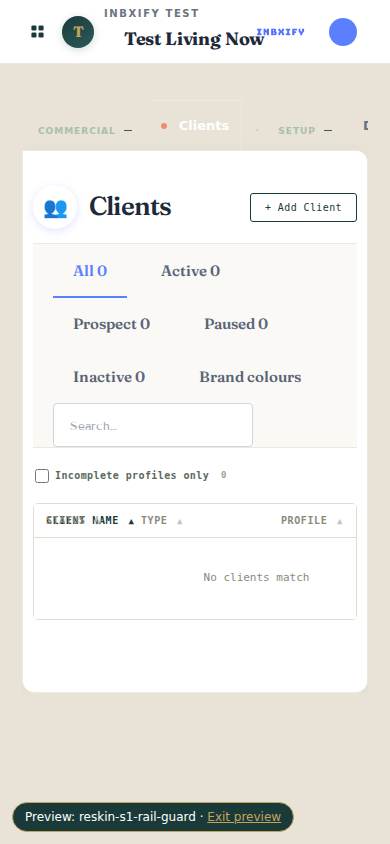 INBXIFY TEST
T
Test Living Now
INBXIFY
COMMERCIAL
Clients
SETUP
Clients
+ Add Client
All 0
Active 0
Prospect 0
Paused 0
Inactive 0
Brand colours
Search...
Incomplete profiles only 0
CLIENT NAME ▲ TYPE ▲ PROFILE ▲
No clients match
Preview: reskin-s1-rail-guard · Exit preview